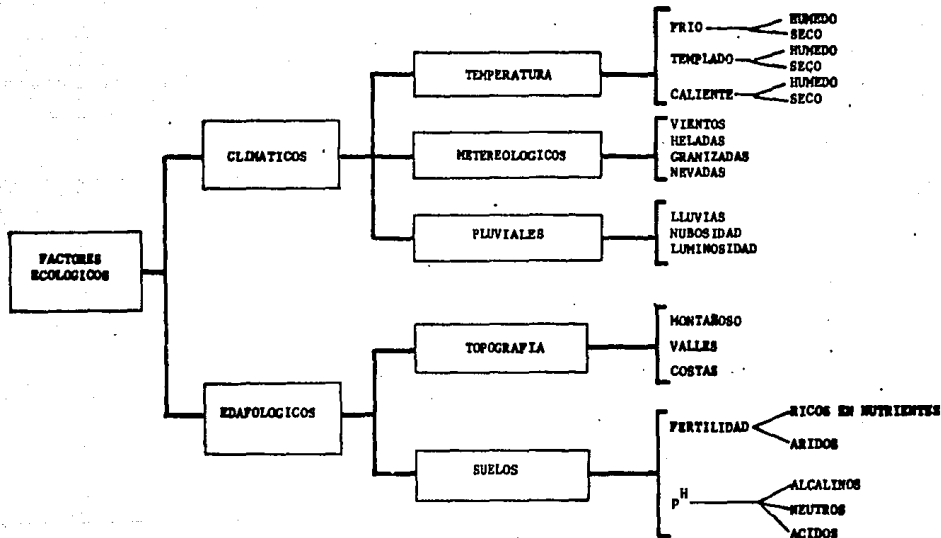 FACTORES
ECOLOGICOS
CLIMATICOS
TEMPERATURA
FRIO
HUMEDO
SECO
TEMPLADO
HUMEDO
SECO
CALIENTE
HUMEDO
SECO
METEREOLOGICOS
VIENTOS
HELADAS
GRANIZADAS
NEVADAS
PLUVIALES
LLUVIAS
NUBOSIDAD
LUMINOSIDAD
EDAFOLOGICOS
TOPOGRAFIA
MONTAÑOSO
VALLES
COSTAS
SUELOS
FERTILIDAD
RICOS EN NUTRIENTES
ARIDOS
pH
ALCALINOS
NEUTROS
ACIDOS